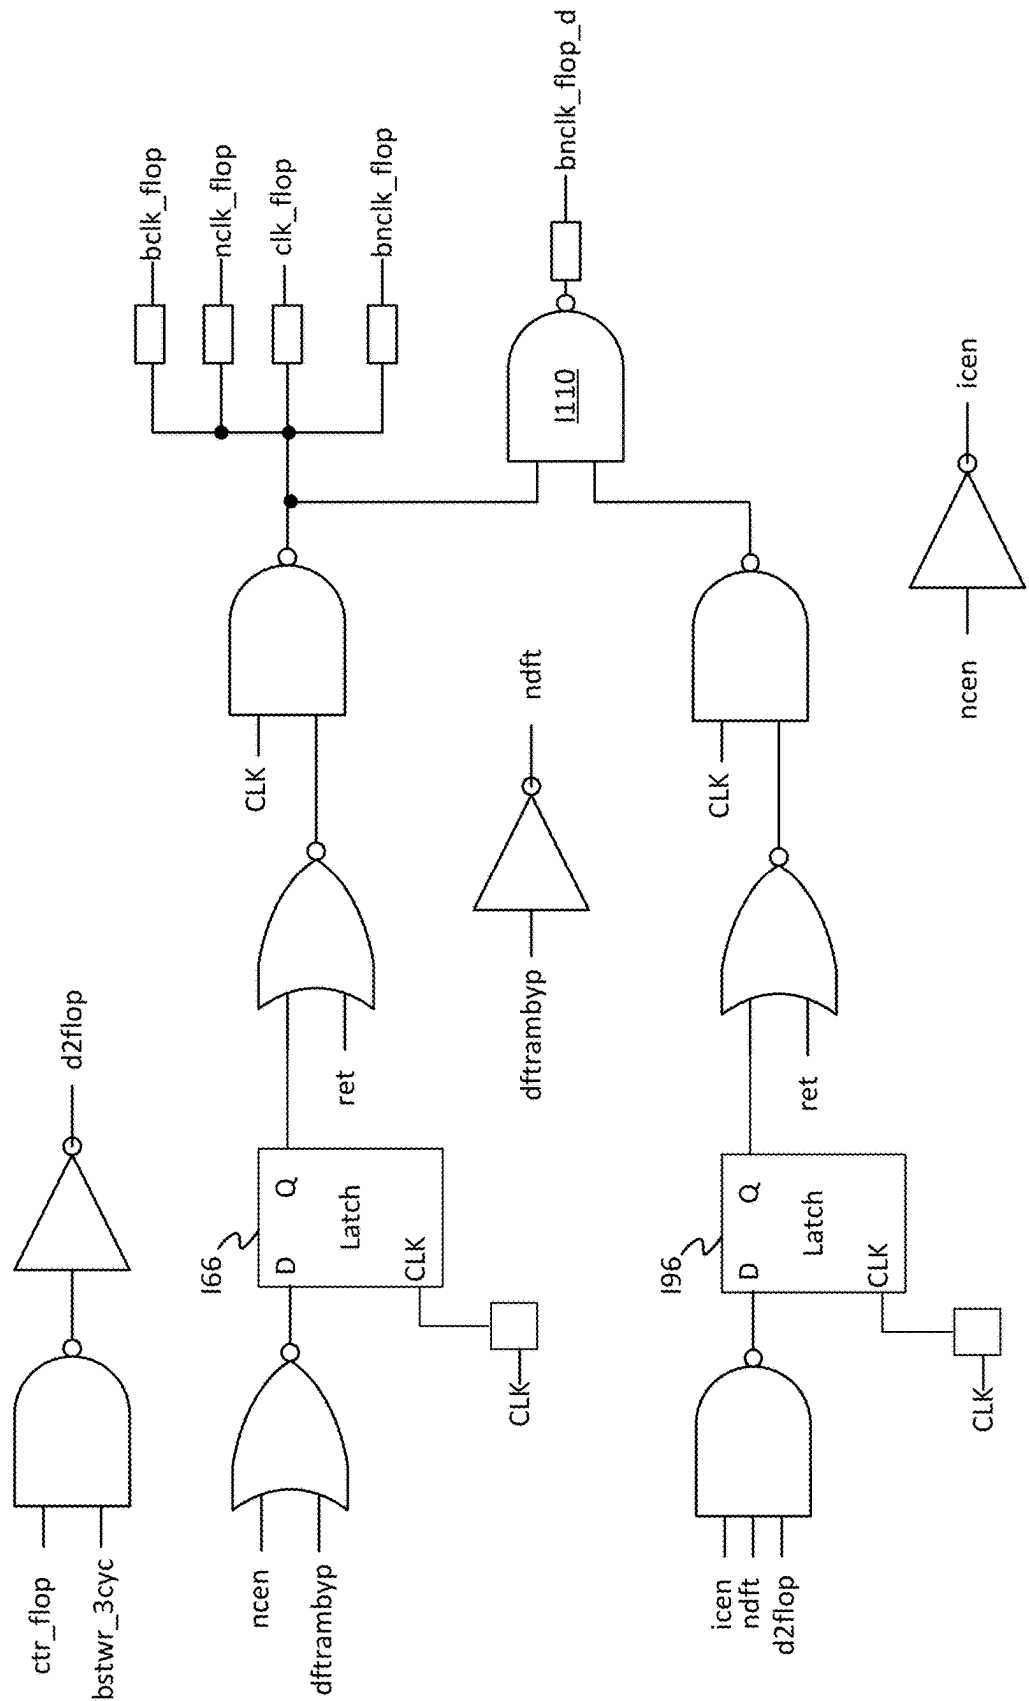 ctr_flop
bstwr_3cyc
d2flop
ncen
dftrambyp
I66
D
Q
Latch
CLK
CLK
ret
CLK
bclk_flop
nclk_flop
clk_flop
bnclk_flop
dftrambyp
ndft
I110
bnclk_flop_d
icen
ndft
d2flop
I96
D
Q
Latch
CLK
CLK
ret
CLK
ncen
icen